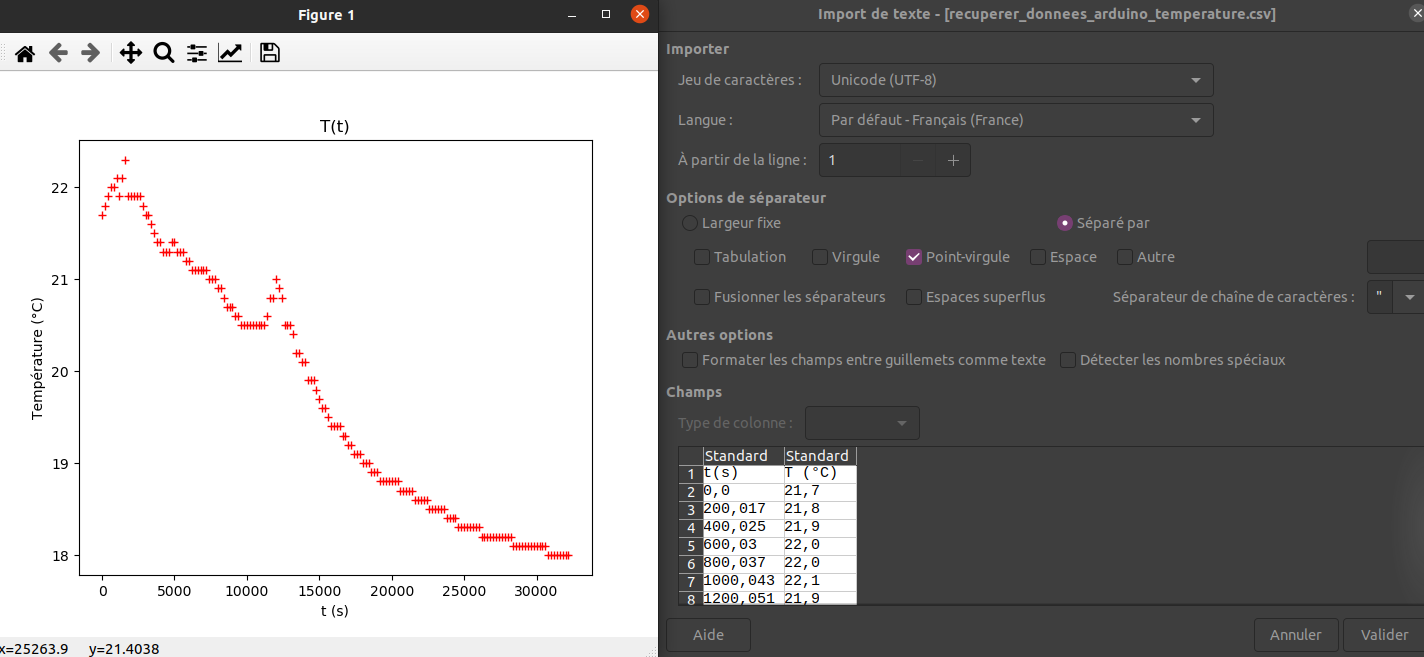 Figure 1
T(t)
22
21
20
19
18
Température (°C)
0 5000 10000 15000 20000 25000 30000
t (s)
x=25263.9 y=21.4038
Import de texte - [recuperer_donnees_arduino_temperature.csv]
Importer
Jeu de caractères : Unicode (UTF-8)
Langue : Par défaut - Français (France)
À partir de la ligne : 1
Options de séparateur
Largeur fixe Séparé par
Tabulation Virgule Point-virgule Espace Autre
Fusionner les séparateurs Espaces superflus Séparateur de chaîne de caractères : "
Autres options
Formater les champs entre guillemets comme texte Détecter les nombres spéciaux
Champs
Type de colonne :
Standard Standard
1 t(s) T (°C)
2 0,0 21,7
3 200,017 21,8
4 400,025 21,9
5 600,03 22,0
6 800,037 22,0
7 1000,043 22,1
8 1200,051 21,9
Aide Annuler Valider